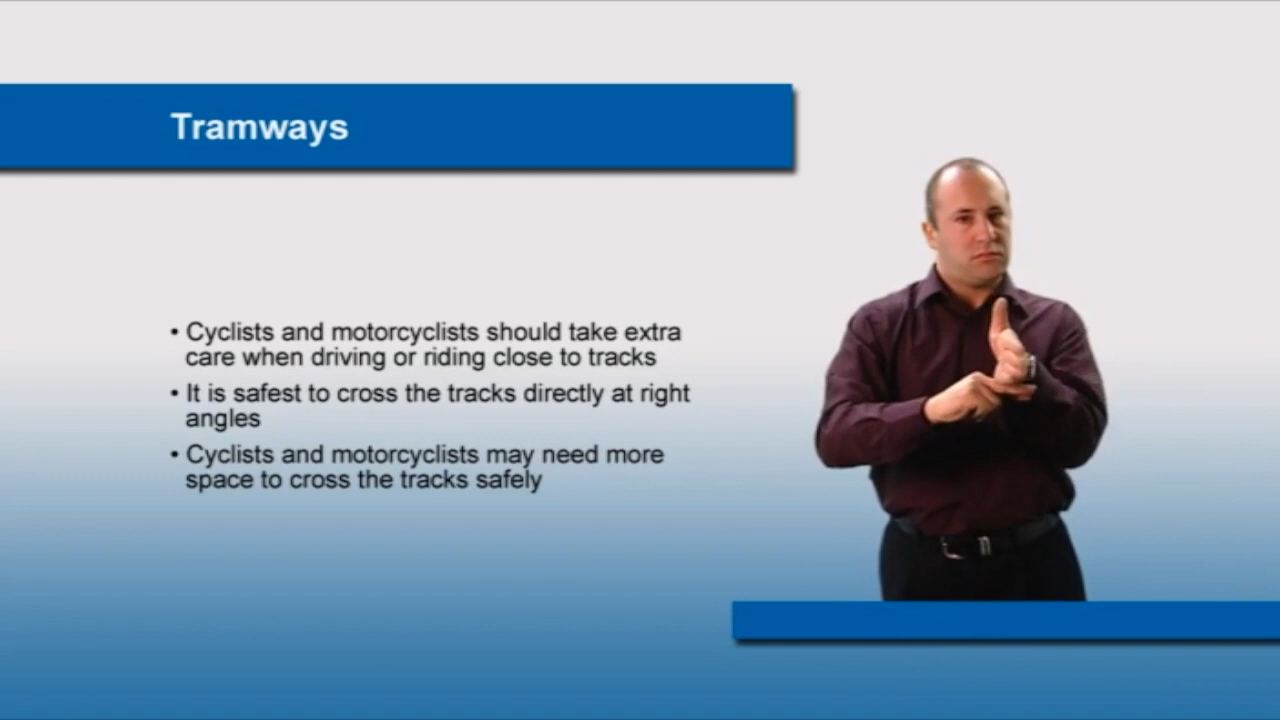 Tramways
• Cyclists and motorcyclists should take extra
care when driving or riding close to tracks
• It is safest to cross the tracks directly at right
angles
• Cyclists and motorcyclists may need more
space to cross the tracks safely